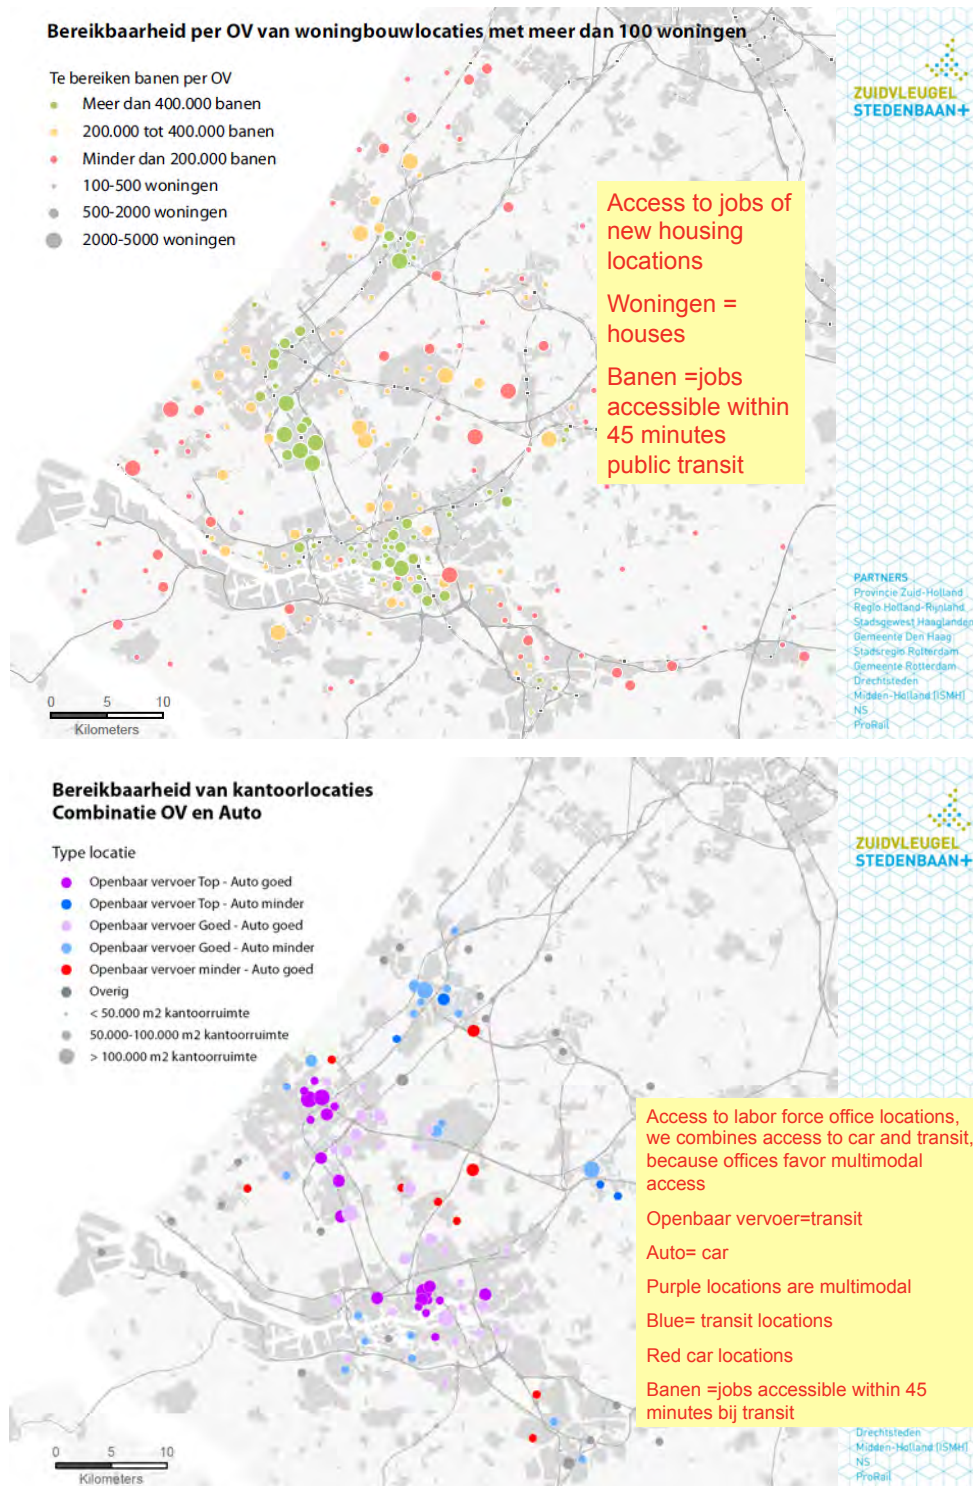 Bereikbaarheid per OV van woningbouwlocaties met meer dan 100 woningen
Te bereiken banen per OV
Meer dan 400.000 banen
200.000 tot 400.000 banen
Minder dan 200.000 banen
100-500 woningen
500-2000 woningen
2000-5000 woningen
Access to jobs of
new housing
locations
Woningen =
houses
Banen =jobs
accessible within
45 minutes
public transit
ZUIDVLEUGEL
STEDENBAAN+
PARTNERS
Provincie Zuid-Holland
Regio Holland-Rijnland
Stadsgewest Haaglanden
Gemeente Den Haag
Stadsregio Rotterdam
Gemeente Rotterdam
Drechtsteden
Midden-Holland (ISMH)
NS
ProRail
0 5 10
Kilometers
Bereikbaarheid van kantoorlocaties
Combinatie OV en Auto
Type locatie
Openbaar vervoer Top - Auto goed
Openbaar vervoer Top - Auto minder
Openbaar vervoer Goed - Auto goed
Openbaar vervoer Goed - Auto minder
Openbaar vervoer minder - Auto goed
Overig
< 50.000 m2 kantoorruimte
50.000-100.000 m2 kantoorruimte
> 100.000 m2 kantoorruimte
ZUIDVLEUGEL
STEDENBAAN+
Access to labor force office locations,
we combines access to car and transit,
because offices favor multimodal
access
Openbaar vervoer=transit
Auto= car
Purple locations are multimodal
Blue= transit locations
Red car locations
Banen =jobs accessible within 45
minutes bij transit
Drechtsteden
Midden-Holland (ISMH)
NS
ProRail
0 5 10
Kilometers